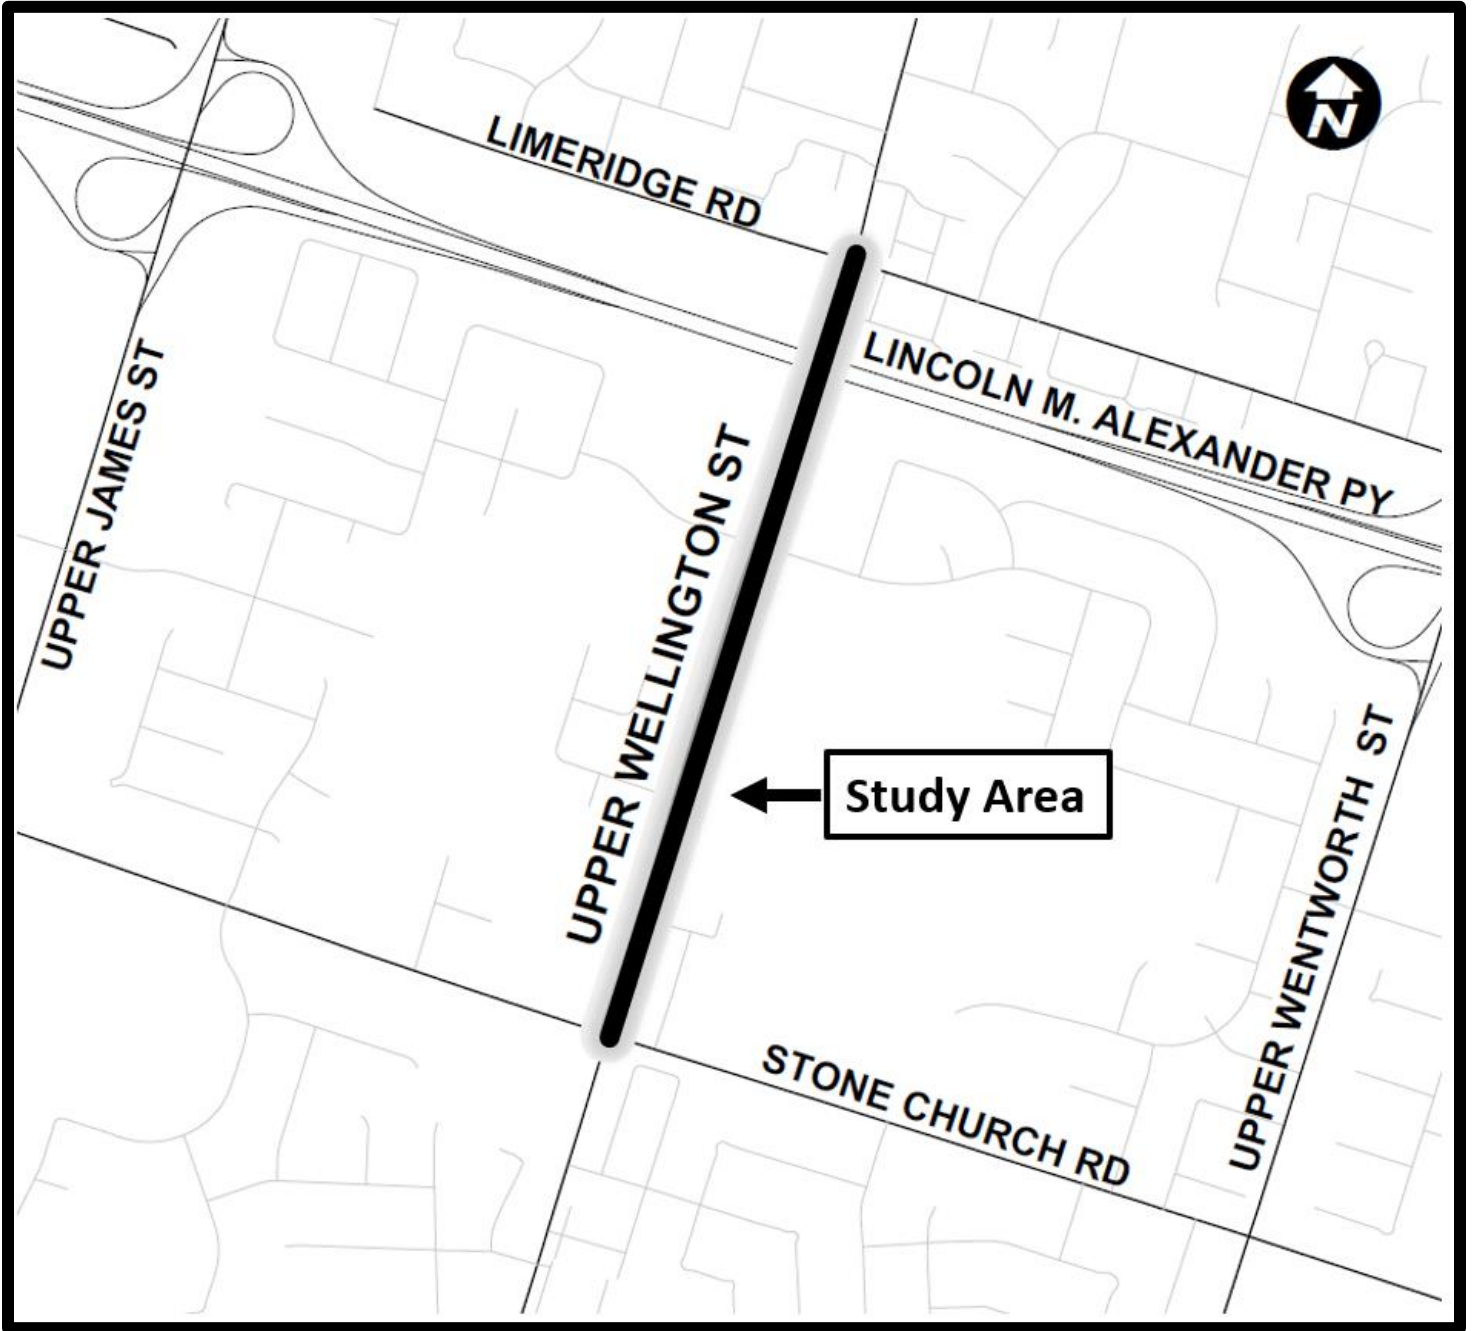 N
LIMERIDGE RD
LINCOLN M. ALEXANDER PY
UPPER JAMES ST
UPPER WELLINGTON ST
Study Area
UPPER WENTWORTH ST
STONE CHURCH RD